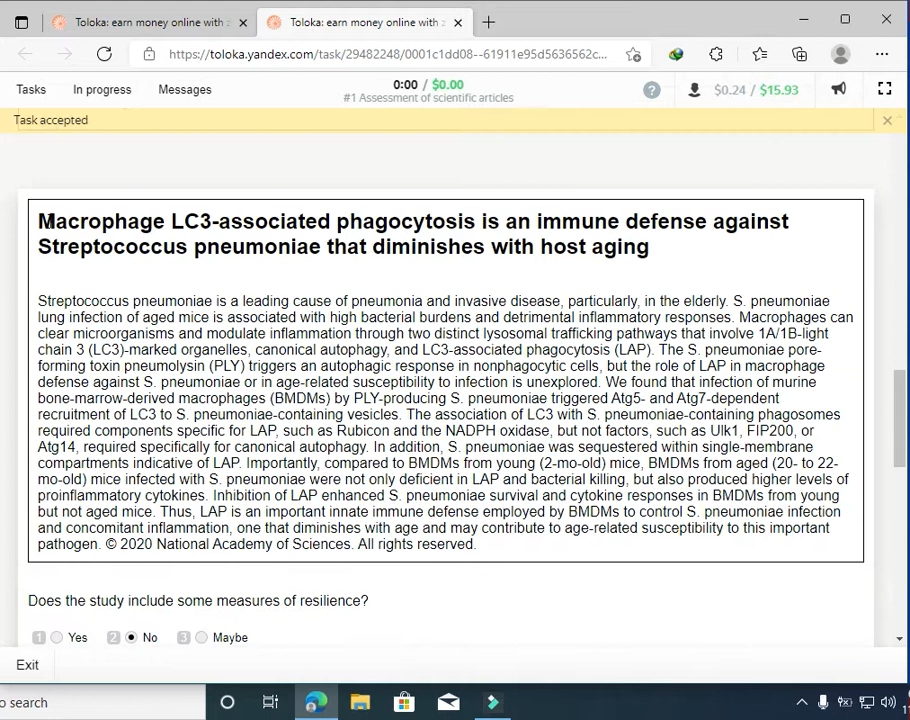 Toloka: earn money online with
Toloka: earn money online with
https://toloka.yandex.com/task/29482248/0001c1dd08--61911e95d5636562c...
Tasks
In progress
Messages
0:00 / $0.00
#1 Assessment of scientific articles
?
$0.24 / $15.93
Task accepted
Macrophage LC3-associated phagocytosis is an immune defense against
Streptococcus pneumoniae that diminishes with host aging
Streptococcus pneumoniae is a leading cause of pneumonia and invasive disease, particularly, in the elderly. S. pneumoniae
lung infection of aged mice is associated with high bacterial burdens and detrimental inflammatory responses. Macrophages can
clear microorganisms and modulate inflammation through two distinct lysosomal trafficking pathways that involve 1A/1B-light
chain 3 (LC3)-marked organelles, canonical autophagy, and LC3-associated phagocytosis (LAP). The S. pneumoniae pore-
forming toxin pneumolysin (PLY) triggers an autophagic response in nonphagocytic cells, but the role of LAP in macrophage
defense against S. pneumoniae or in age-related susceptibility to infection is unexplored. We found that infection of murine
bone-marrow-derived macrophages (BMDMs) by PLY-producing S. pneumoniae triggered Atg5- and Atg7-dependent
recruitment of LC3 to S. pneumoniae-containing vesicles. The association of LC3 with S. pneumoniae-containing phagosomes
required components specific for LAP, such as Rubicon and the NADPH oxidase, but not factors, such as Ulk1, FIP200, or
Atg14, required specifically for canonical autophagy. In addition, S. pneumoniae was sequestered within single-membrane
compartments indicative of LAP. Importantly, compared to BMDMs from young (2-mo-old) mice, BMDMs from aged (20- to 22-
mo-old) mice infected with S. pneumoniae were not only deficient in LAP and bacterial killing, but also produced higher levels of
proinflammatory cytokines. Inhibition of LAP enhanced S. pneumoniae survival and cytokine responses in BMDMs from young
but not aged mice. Thus, LAP is an important innate immune defense employed by BMDMs to control S. pneumoniae infection
and concomitant inflammation, one that diminishes with age and may contribute to age-related susceptibility to this important
pathogen. © 2020 National Academy of Sciences. All rights reserved.
Does the study include some measures of resilience?
1 Yes 2 No 3 Maybe
Exit
o search